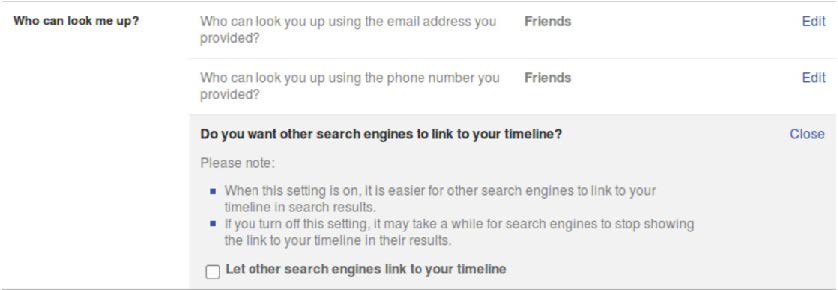 Who can look me up?
Who can look you up using the email address you Friends Edit
provided?
Who can look you up using the phone number you Friends Edit
provided?
Do you want other search engines to link to your timeline? Close
Please note:
When this setting is on, it is easier for other search engines to link to your
timeline in search results.
If you turn off this setting, it may take a while for search engines to stop showing
the link to your timeline in their results.
Let other search engines link to your timeline